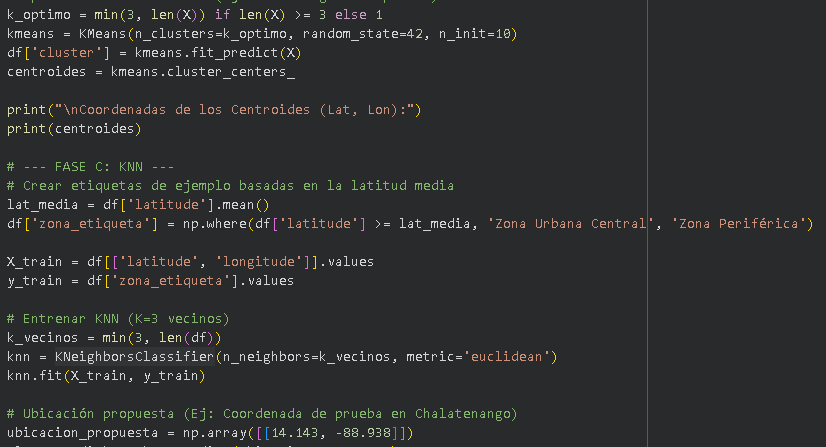 k_optimo = min(3, len(X)) if len(X) >= 3 else 1
kmeans = KMeans(n_clusters=k_optimo, random_state=42, n_init=10)
df['cluster'] = kmeans.fit_predict(X)
centroides = kmeans.cluster_centers_
print("\nCoordenadas de los Centroides (Lat, Lon):")
print(centroides)
# --- FASE C: KNN ---
# Crear etiquetas de ejemplo basadas en la latitud media
lat_media = df['latitude'].mean()
df['zona_etiqueta'] = np.where(df['latitude'] >= lat_media, 'Zona Urbana Central', 'Zona Periférica')
X_train = df[['latitude', 'longitude']].values
y_train = df['zona_etiqueta'].values
# Entrenar KNN (K=3 vecinos)
k_vecinos = min(3, len(df))
knn = KNeighborsClassifier(n_neighbors=k_vecinos, metric='euclidean')
knn.fit(X_train, y_train)
# Ubicación propuesta (Ej: Coordenada de prueba en Chalatenango)
ubicacion_propuesta = np.array([[14.143, -88.938]])